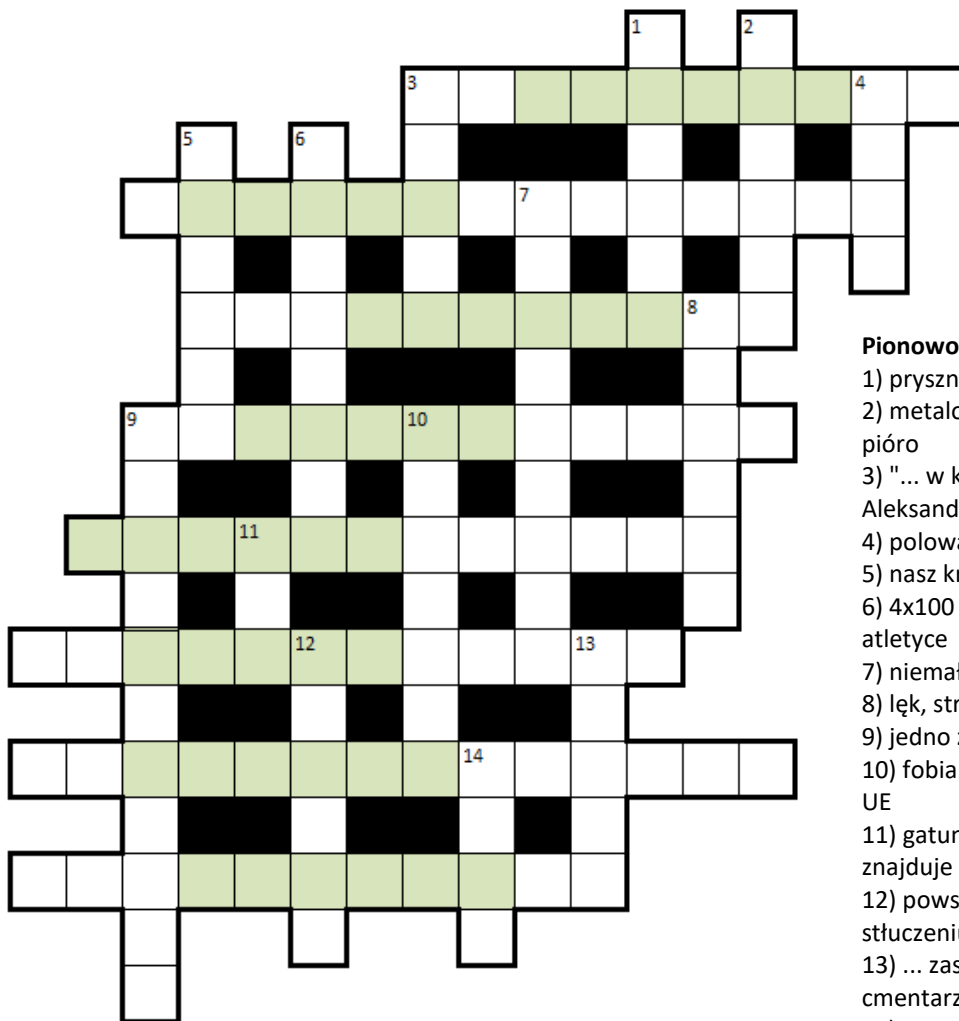 1 2
3 4
5 6
7
8
9 10
11
12 13
14
Pionowo
1) pryszn
2) metalo
pióro
3) "... w k
Aleksand
4) polowa
5) nasz kr
6) 4x100
atletyce
7) niemał
8) lęk, str
9) jedno z
10) fobia
UE
11) gatun
znajduje
12) pows
stłuczeniu
13) ... zas
cmentarz